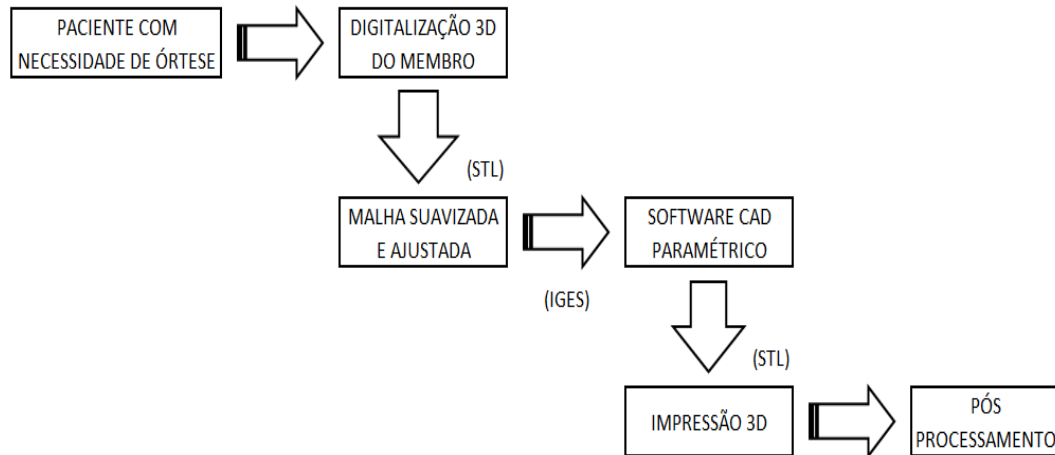 PACIENTE COM
NECESSIDADE DE ÓRTESE
DIGITALIZAÇÃO 3D
DO MEMBRO
(STL)
MALHA SUAVIZADA
E AJUSTADA
(IGES)
SOFTWARE CAD
PARAMÉTRICO
(STL)
IMPRESSÃO 3D
PÓS
PROCESSAMENTO